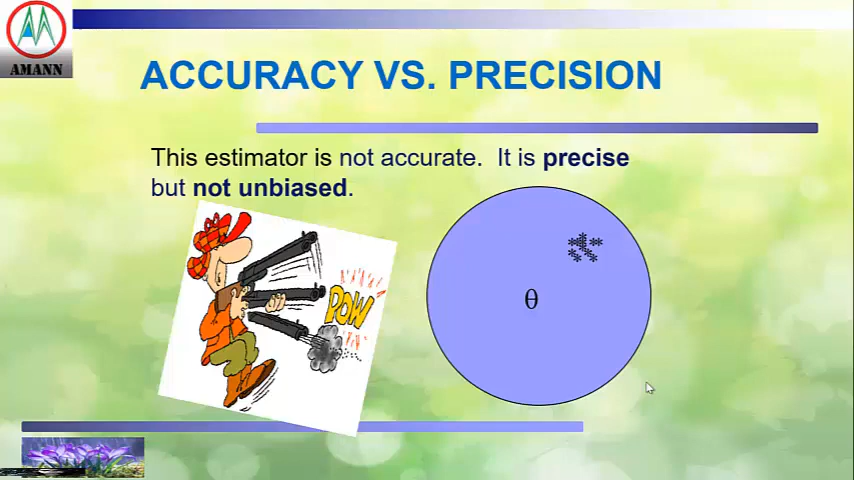 AMANN
ACCURACY VS. PRECISION
This estimator is not accurate. It is precise
but not unbiased.
POW
θ